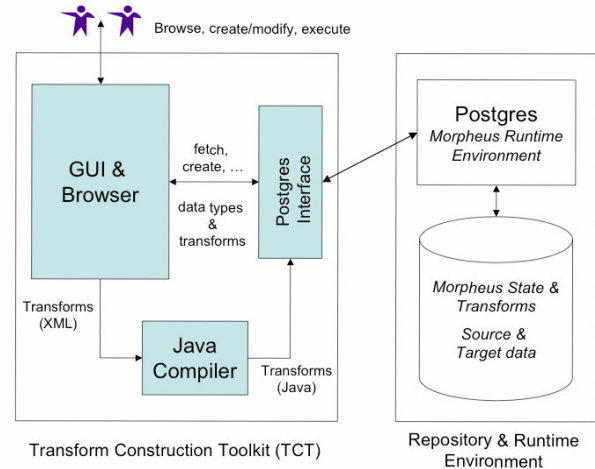 Browse, create/modify, execute
GUI &
Browser
fetch,
create, ...
data types
&
transforms
Postgres
Interface
Transforms
(XML)
Java
Compiler
Transforms
(Java)
Transform Construction Toolkit (TCT)
Postgres
Morpheus Runtime
Environment
Morpheus State &
Transforms
Source &
Target data
Repository & Runtime
Environment